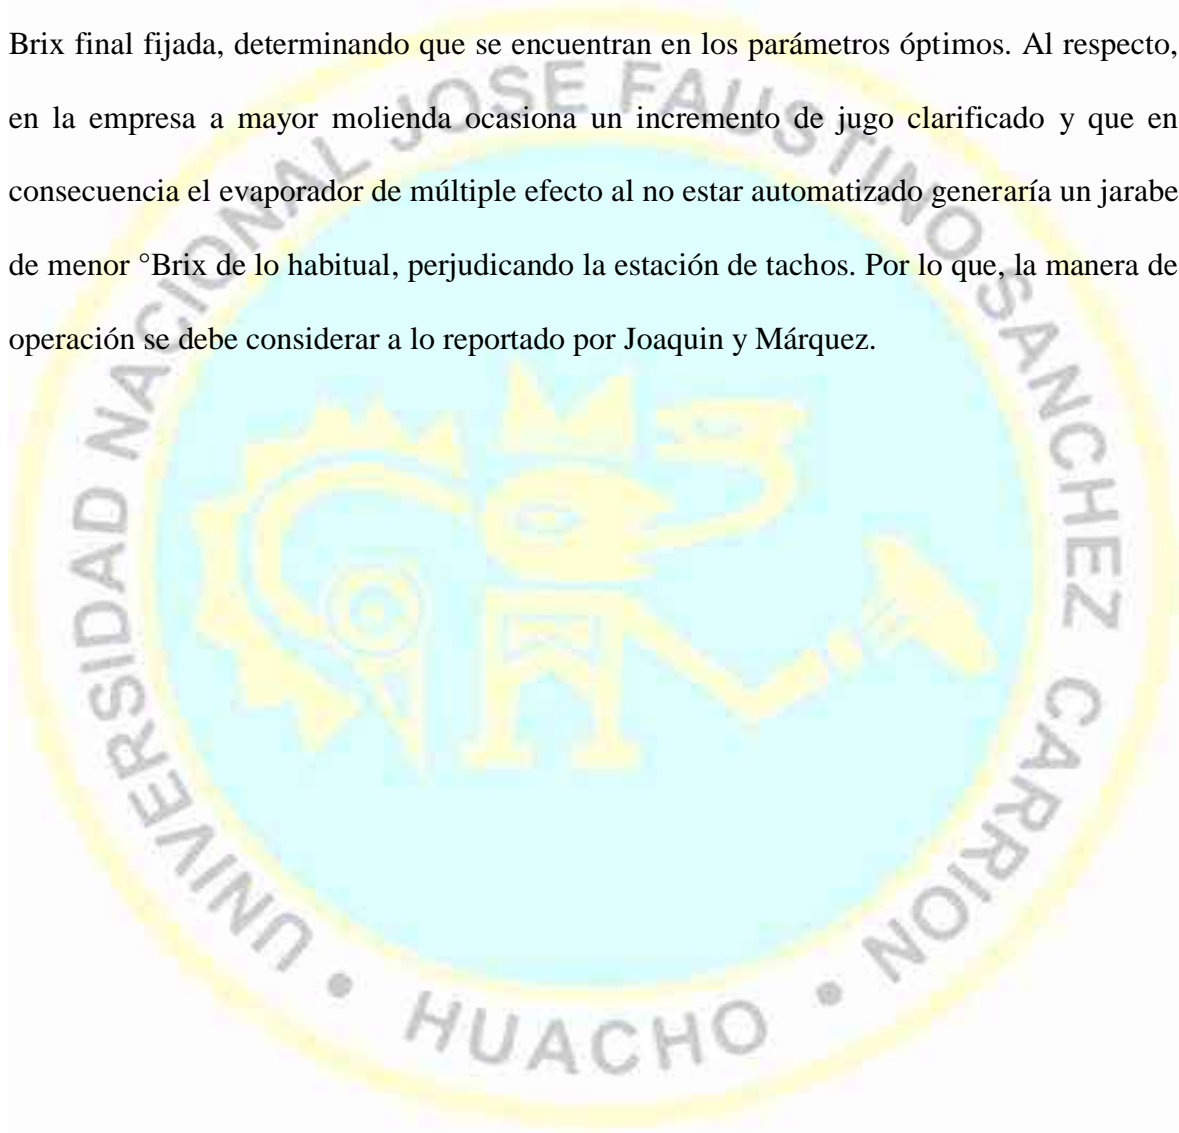 Brix final fijada, determinando que se encuentran en los parámetros óptimos. Al respecto,
en la empresa a mayor molienda ocasiona un incremento de jugo clarificado y que en
consecuencia el evaporador de múltiple efecto al no estar automatizado generaría un jarabe
de menor °Brix de lo habitual, perjudicando la estación de tachos. Por lo que, la manera de
operación se debe considerar a lo reportado por Joaquin y Márquez.
UNIVERSIDAD NACIONAL JOSE FAUSTINO SANCHEZ CARRION • HUACHO •